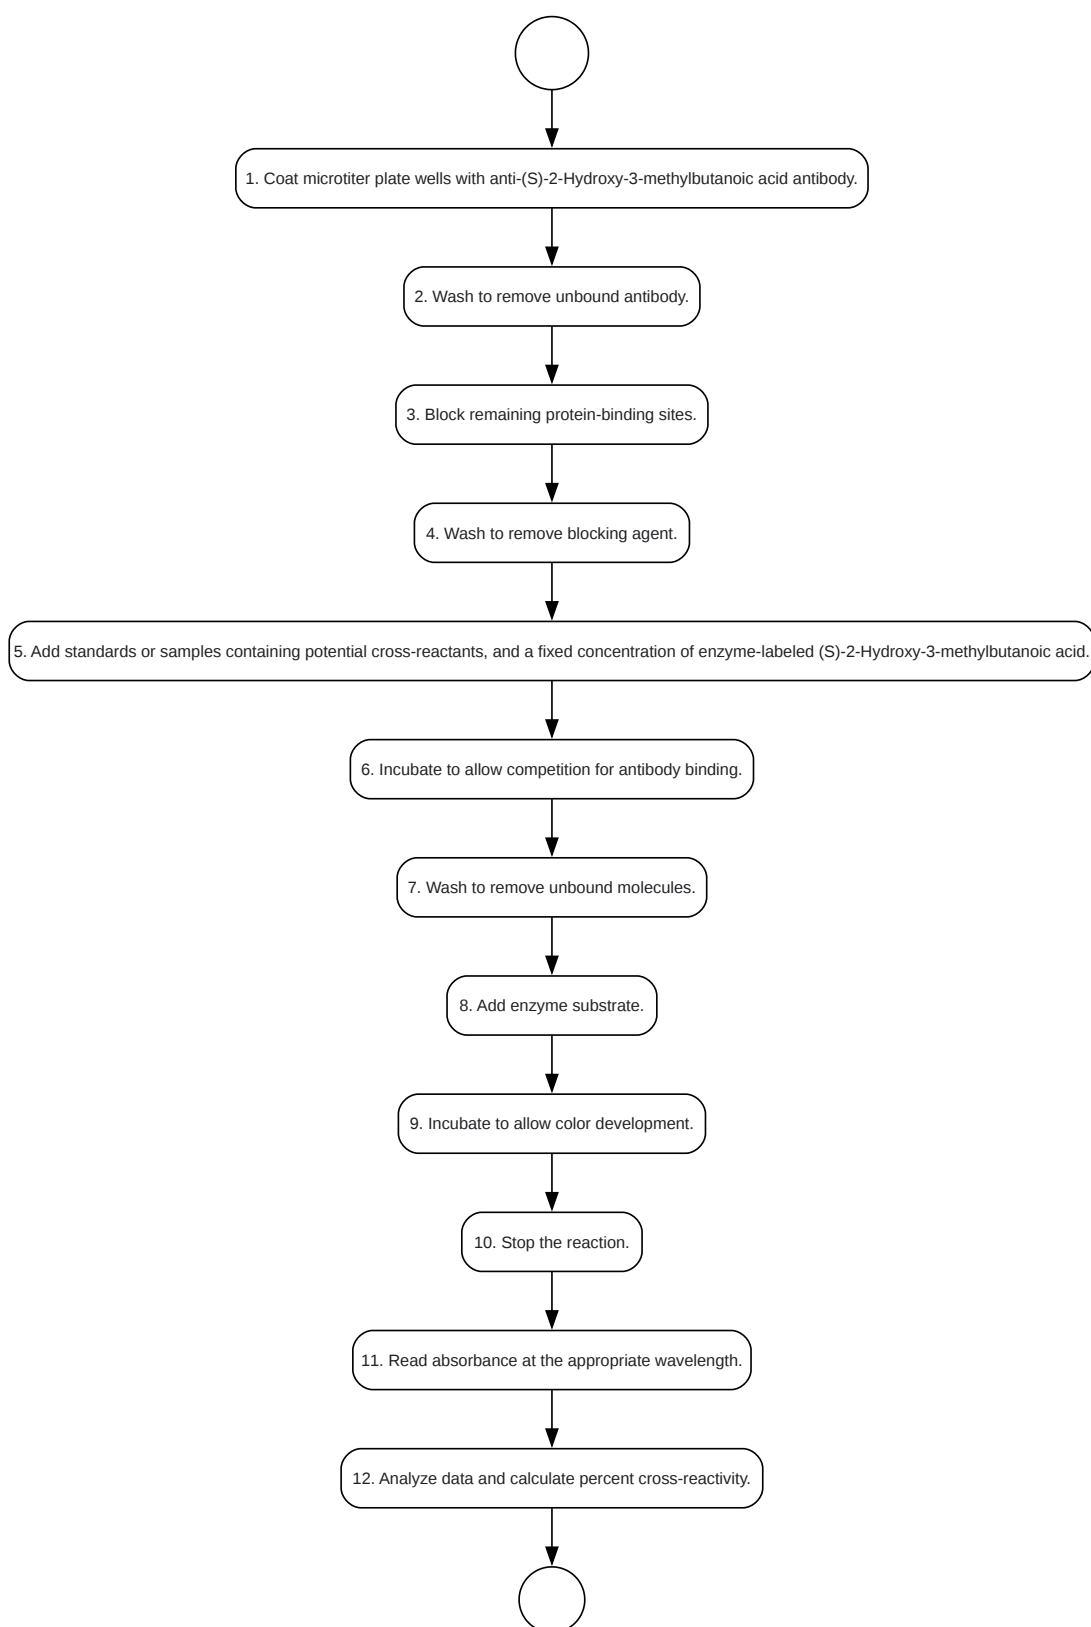 1. Coat microtiter plate wells with anti-(S)-2-Hydroxy-3-methylbutanoic acid antibody.
2. Wash to remove unbound antibody.
3. Block remaining protein-binding sites.
4. Wash to remove blocking agent.
5. Add standards or samples containing potential cross-reactants, and a fixed concentration of enzyme-labeled (S)-2-Hydroxy-3-methylbutanoic acid.
6. Incubate to allow competition for antibody binding.
7. Wash to remove unbound molecules.
8. Add enzyme substrate.
9. Incubate to allow color development.
10. Stop the reaction.
11. Read absorbance at the appropriate wavelength.
12. Analyze data and calculate percent cross-reactivity.